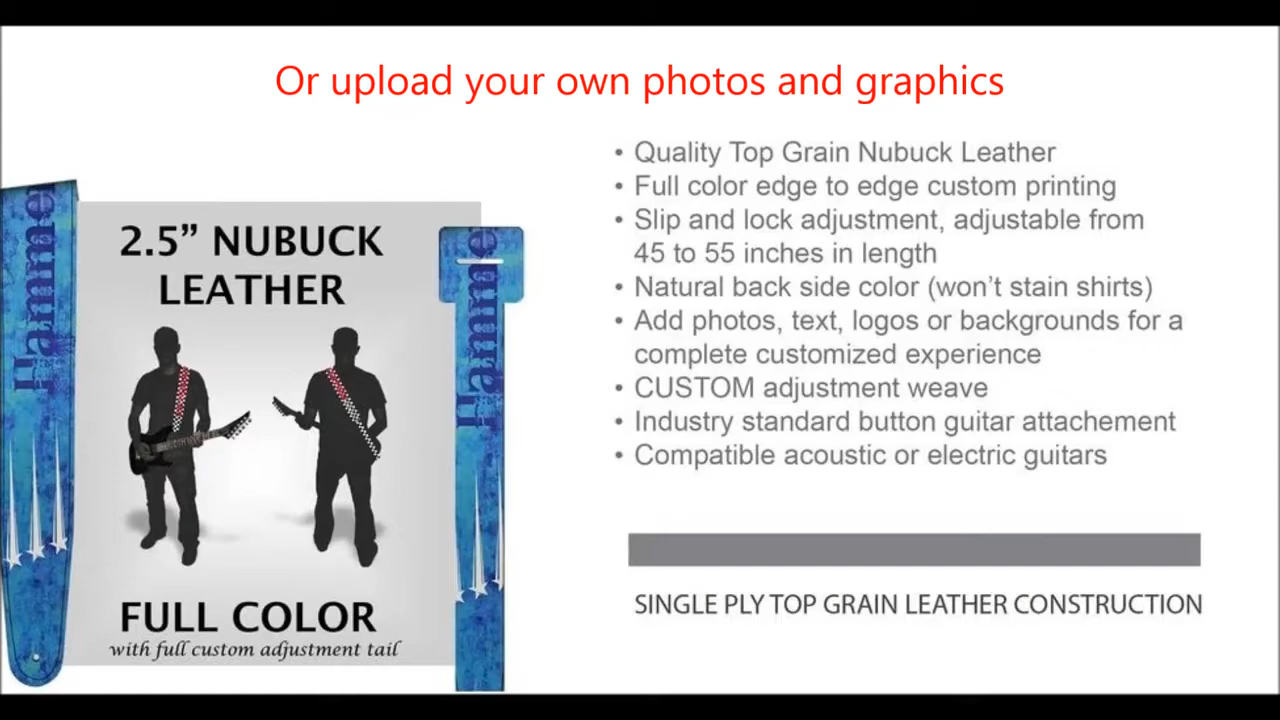 Or upload your own photos and graphics
Hamme
2.5” NUBUCK
LEATHER
FULL COLOR
with full custom adjustment tail
Hamme
• Quality Top Grain Nubuck Leather
• Full color edge to edge custom printing
• Slip and lock adjustment, adjustable from
45 to 55 inches in length
• Natural back side color (won’t stain shirts)
• Add photos, text, logos or backgrounds for a
complete customized experience
• CUSTOM adjustment weave
• Industry standard button guitar attachement
• Compatible acoustic or electric guitars
SINGLE PLY TOP GRAIN LEATHER CONSTRUCTION